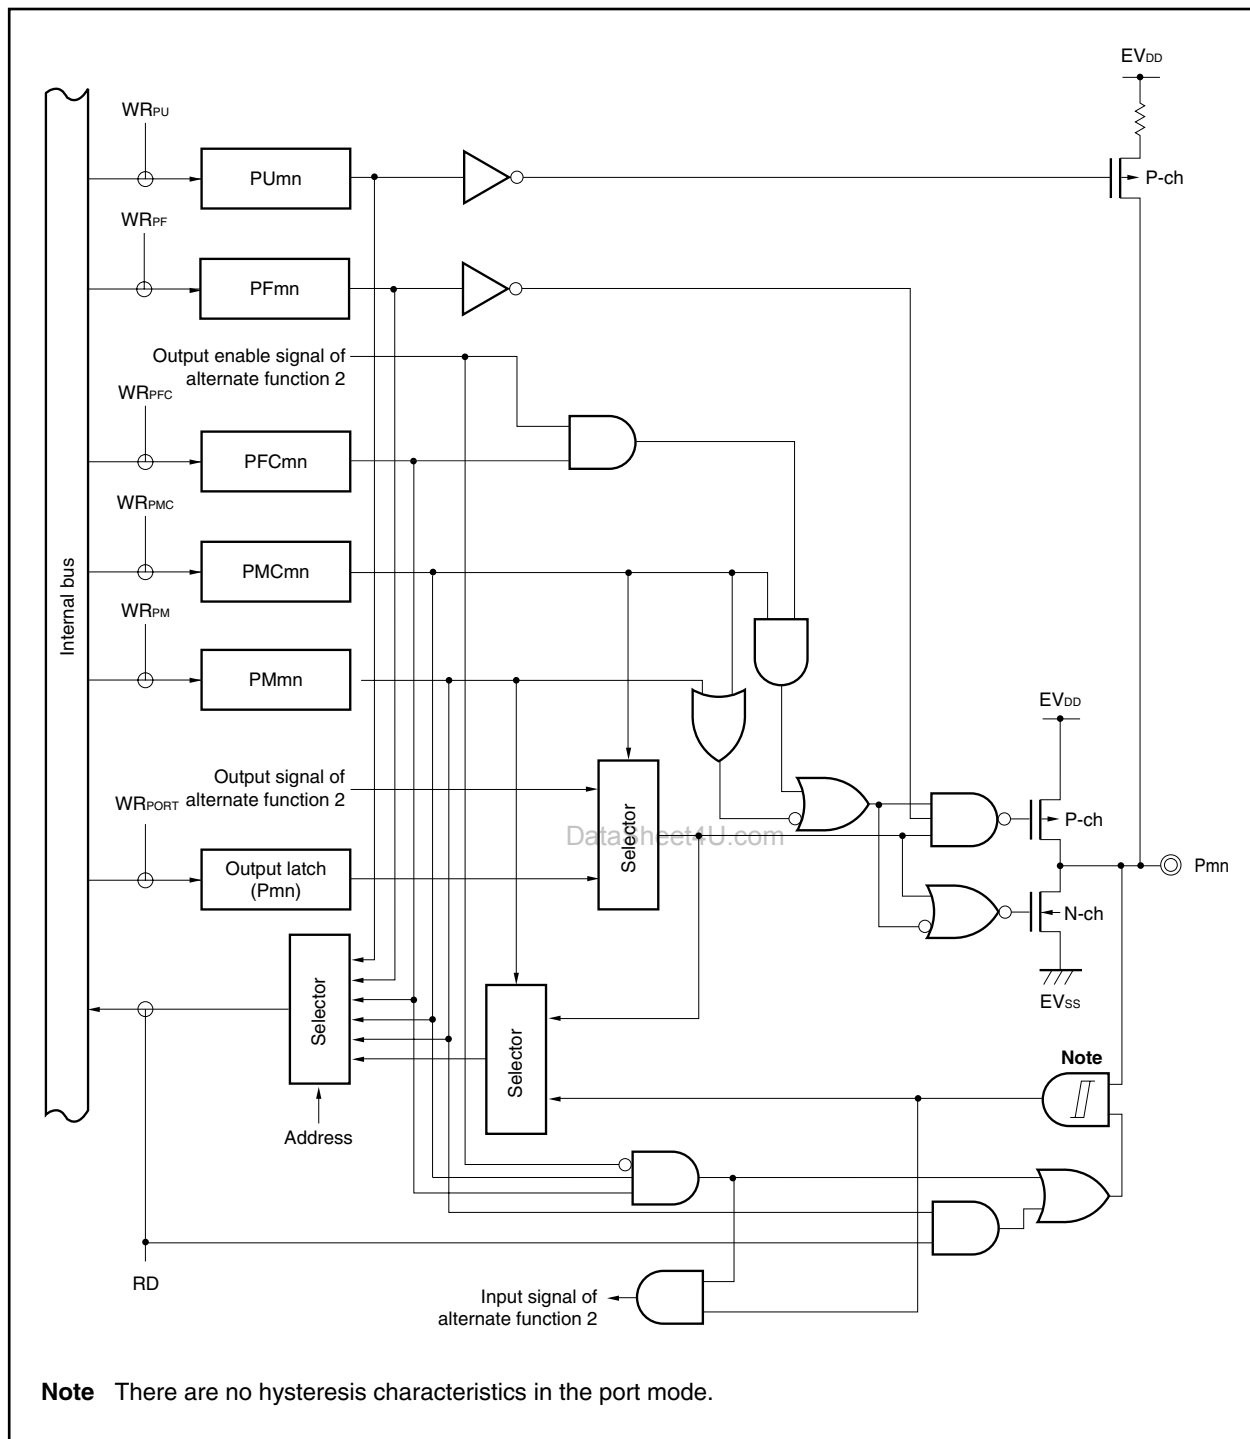 EVDD
WRPU
PUmn
P-ch
WRPF
PFmn
Output enable signal of
alternate function 2
WRPFC
PFCmn
WRPMC
PMCmn
Internal bus
WRPM
PMmn
EVDD
Output signal of
alternate function 2
WRPORT
Selector
P-ch
DataSheet4U.com
Output latch
(Pmn)
Pmn
N-ch
EVSS
Selector
Selector
Note
Address
RD
Input signal of
alternate function 2
Note There are no hysteresis characteristics in the port mode.